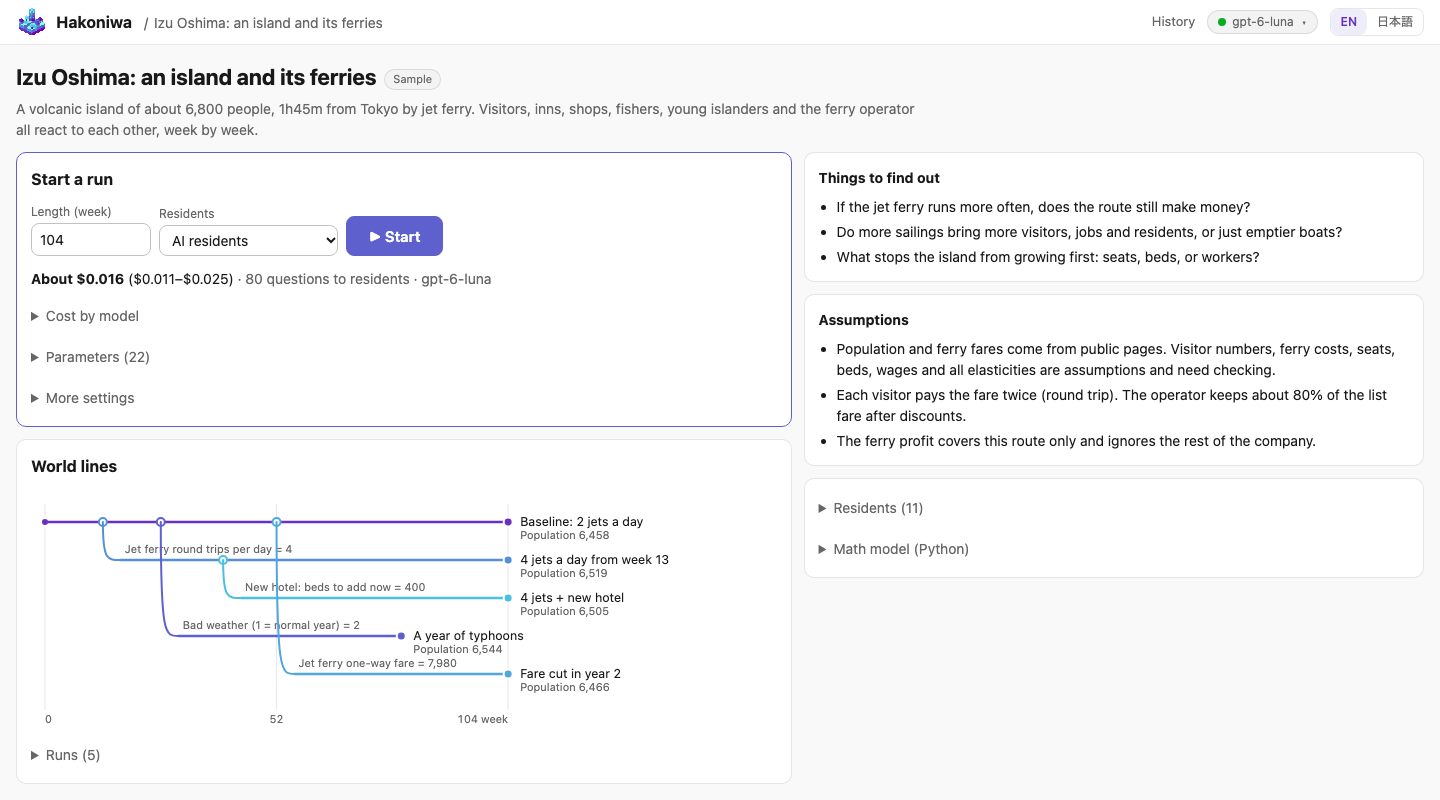 Hakoniwa / Izu Oshima: an island and its ferries
History gpt-6-luna EN 日本語
Izu Oshima: an island and its ferries Sample
A volcanic island of about 6,800 people, 1h45m from Tokyo by jet ferry. Visitors, inns, shops, fishers, young islanders and the ferry operator
all react to each other, week by week.
Start a run
Length (week)
104
Residents
AI residents
Start
About $0.016 ($0.011–$0.025) · 80 questions to residents · gpt-6-luna
Cost by model
Parameters (22)
More settings
World lines
Baseline: 2 jets a day
Population 6,458
Jet ferry round trips per day = 4
4 jets a day from week 13
Population 6,519
New hotel: beds to add now = 400
4 jets + new hotel
Population 6,505
Bad weather (1 = normal year) = 2
A year of typhoons
Population 6,544
Jet ferry one-way fare = 7,980
Fare cut in year 2
Population 6,466
0 52 104 week
Runs (5)
Things to find out
If the jet ferry runs more often, does the route still make money?
Do more sailings bring more visitors, jobs and residents, or just emptier boats?
What stops the island from growing first: seats, beds, or workers?
Assumptions
Population and ferry fares come from public pages. Visitor numbers, ferry costs, seats,
beds, wages and all elasticities are assumptions and need checking.
Each visitor pays the fare twice (round trip). The operator keeps about 80% of the list
fare after discounts.
The ferry profit covers this route only and ignores the rest of the company.
Residents (11)
Math model (Python)